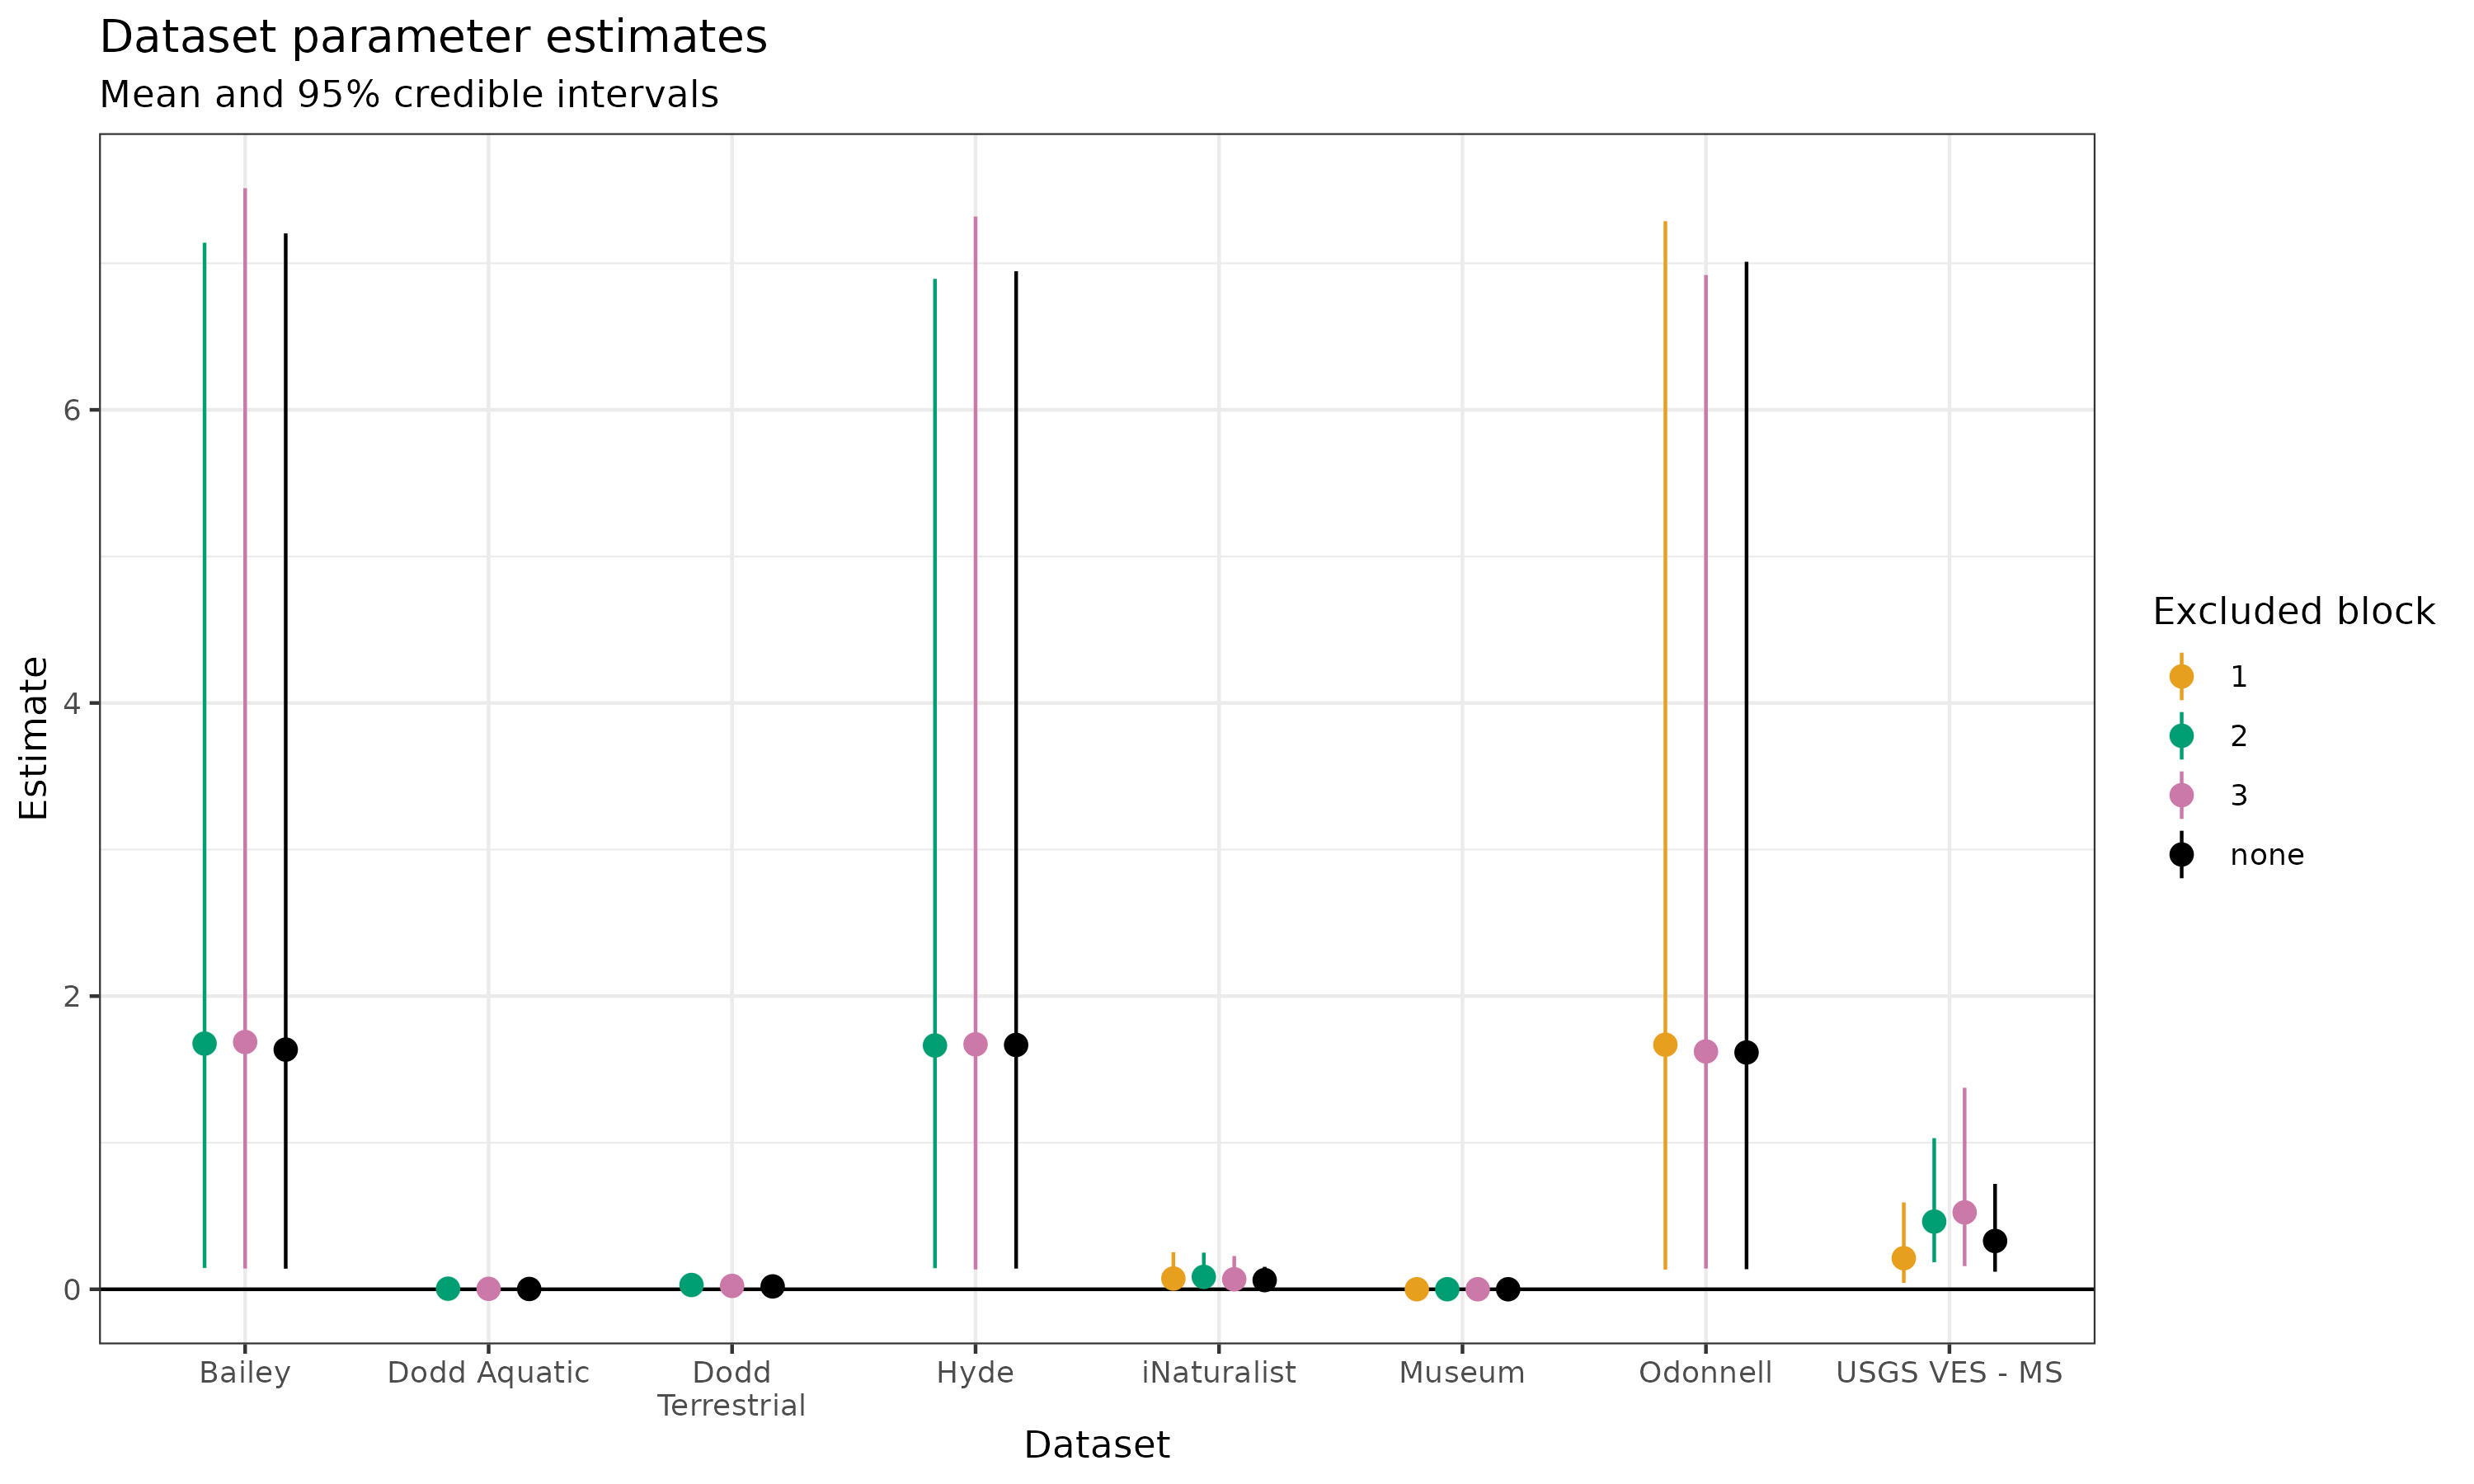 Dataset parameter estimates
Mean and 95% credible intervals
Estimate
6
4
2
0
Bailey
Dodd Aquatic
Dodd
Terrestrial
Hyde
iNaturalist
Museum
Odonnell
USGS VES - MS
Dataset
Excluded block
1
2
3
none